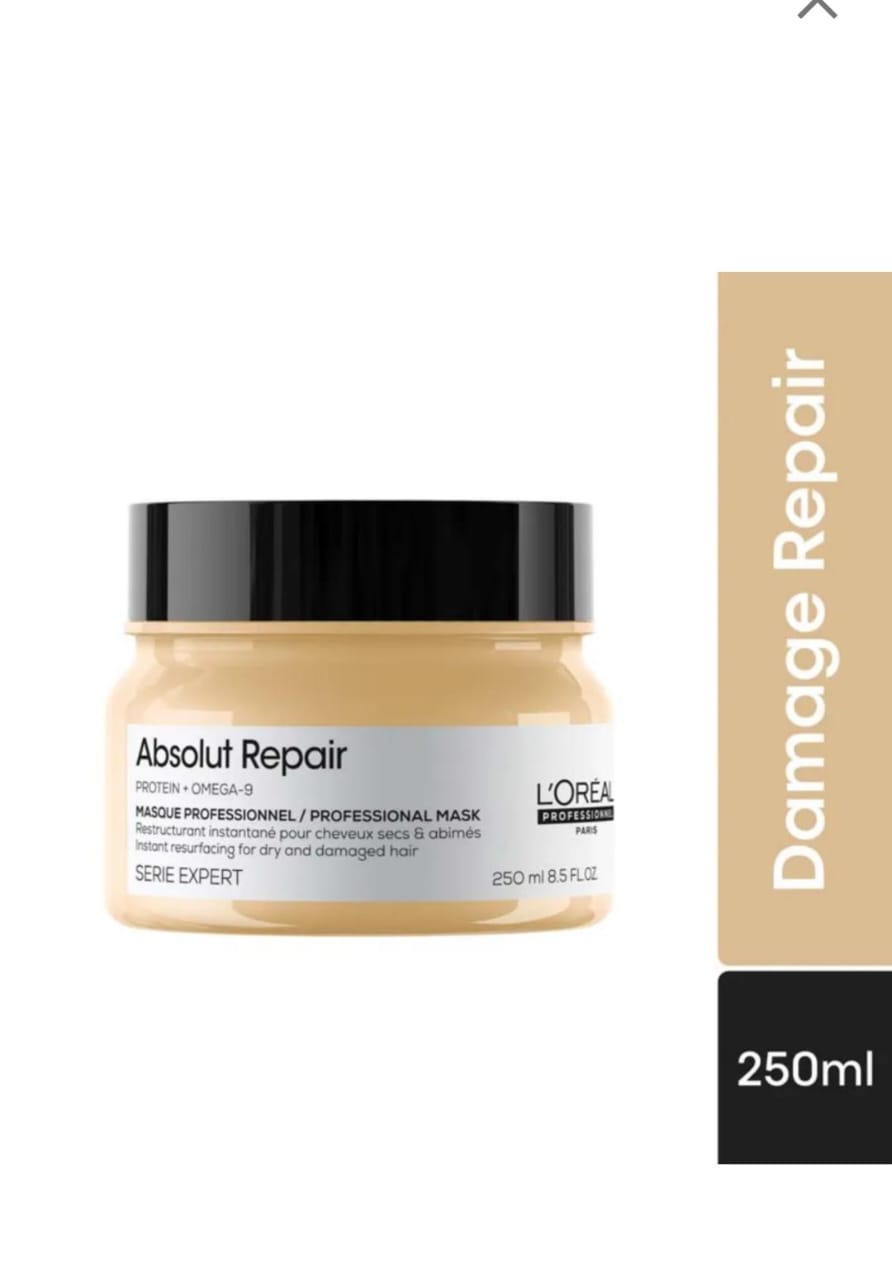 Absolut Repair
PROTEIN + OMEGA-9
MASQUE PROFESSIONNEL / PROFESSIONAL MASK
Restructurant instantané pour cheveux secs & abimés
Instant resurfacing for dry and damaged hair
SERIE EXPERT
L'ORÉAL
PROFESSIONNEL
PARIS
250 ml 8.5 FL.OZ.
Damage Repair
250ml